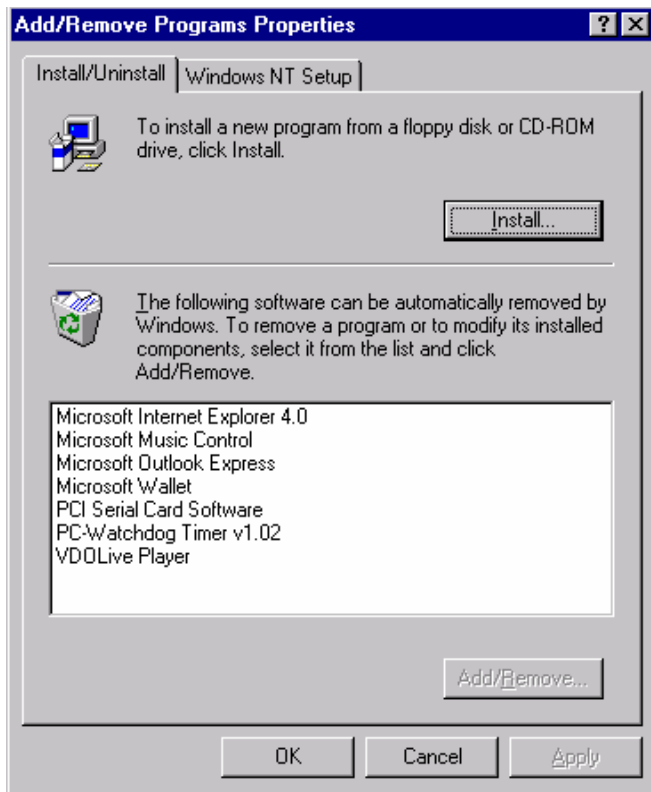 Add/Remove Programs Properties
Install/Uninstall
Windows NT Setup
To install a new program from a floppy disk or CD-ROM
drive, click Install.
Install...
The following software can be automatically removed by
Windows. To remove a program or to modify its installed
components, select it from the list and click
Add/Remove.
Microsoft Internet Explorer 4.0
Microsoft Music Control
Microsoft Outlook Express
Microsoft Wallet
PCI Serial Card Software
PC-Watchdog Timer v1.02
VDOLive Player
Add/Remove...
OK
Cancel
Apply